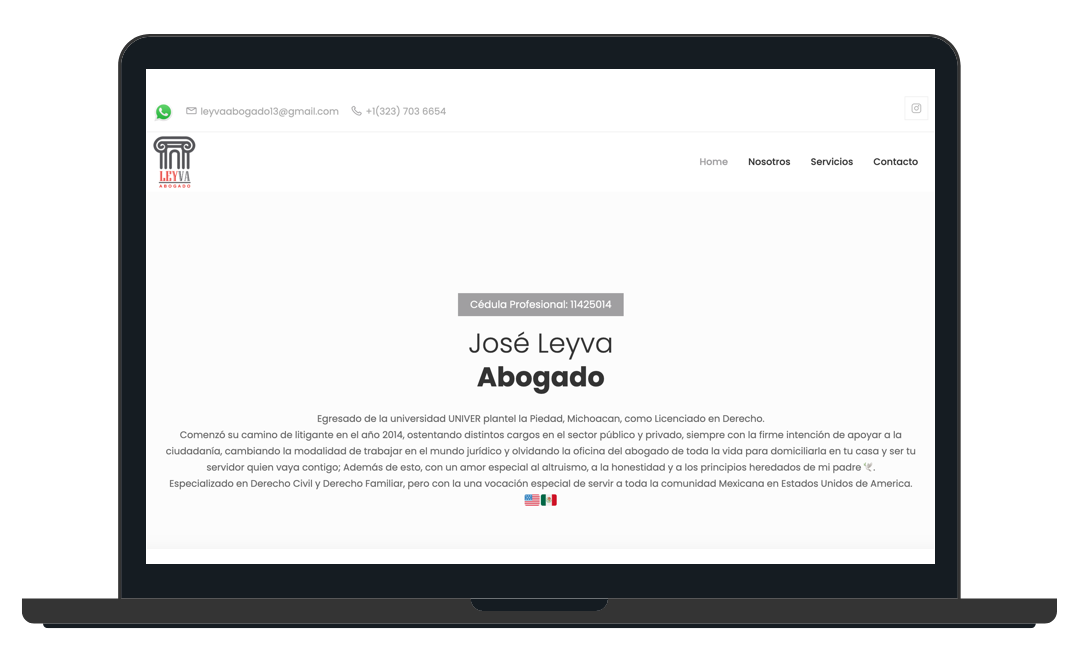 leyvaabogado13@gmail.com +1(323) 703 6654
LEYVA
ABOGADO
Home Nosotros Servicios Contacto
Cédula Profesional: 11425014
José Leyva
Abogado
Egresado de la universidad UNIVER plantel la Piedad, Michoacan, como Licenciado en Derecho.
Comenzó su camino de litigante en el año 2014, ostentando distintos cargos en el sector público y privado, siempre con la firme intención de apoyar a la
ciudadanía, cambiando la modalidad de trabajar en el mundo jurídico y olvidando la oficina del abogado de toda la vida para domiciliarla en tu casa y ser tu
servidor quien vaya contigo; Además de esto, con un amor especial al altruismo, a la honestidad y a los principios heredados de mi padre 🕊.
Especializado en Derecho Civil y Derecho Familiar, pero con la una vocación especial de servir a toda la comunidad Mexicana en Estados Unidos de America.